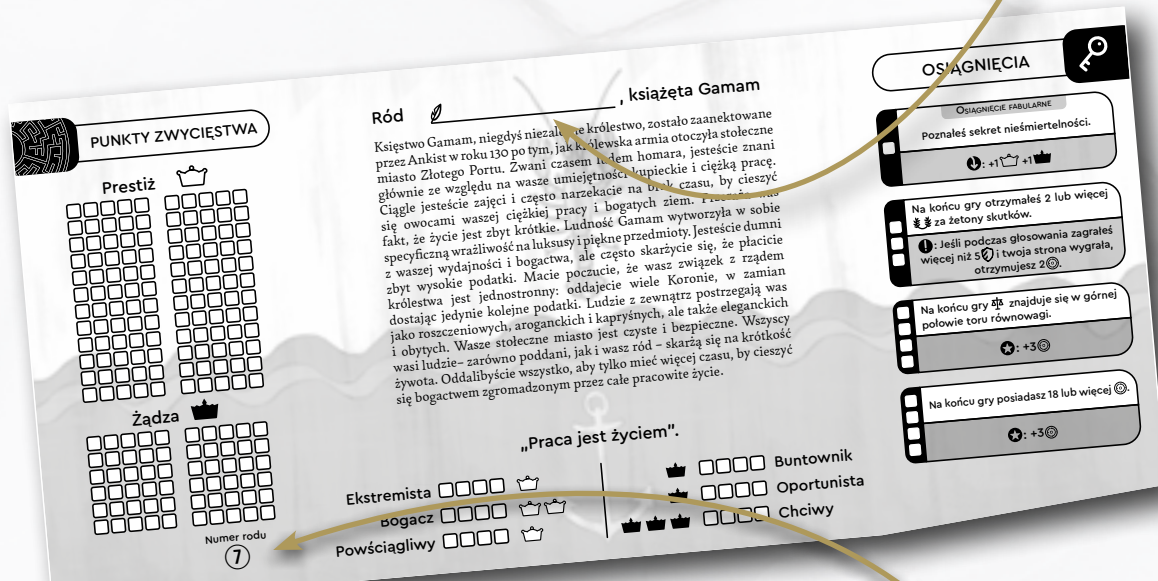 PUNKTY ZWYCIĘSTWA
Prestiż
Żądza
Numer rodu
7
Ród , książęta Gamam
Księstwo Gamam, niegdyś niezależne królestwo, zostało zaanektowane
przez Ankist w roku 130 po tym, jak królewska armia otoczyła stołeczne
miasto Złotego Portu. Zwani czasem ludem homara, jesteście znani
głównie ze względu na wasze umiejętności kupieckie i ciężką pracę.
Ciągle jesteście zajęci i często narzekacie na brak czasu, by cieszyć
się owocami waszej ciężkiej pracy i bogatych ziem. was
fakt, że życie jest zbyt krótkie. Ludność Gamam wytworzyła w sobie
specyficzną wrażliwość na luksusy i piękne przedmioty. Jesteście dumni
z waszej wydajności i bogactwa, ale często skarżycie się, że płacicie
zbyt wysokie podatki. Macie poczucie, że wasz związek z rządem
królestwa jest jednostronny: oddajecie wiele Koronie, w zamian
dostając jedynie kolejne podatki. Ludzie z zewnątrz postrzegają was
jako roszczeniowych, aroganckich i kapryśnych, ale także eleganckich
i obytych. Wasze stołeczne miasto jest czyste i bezpieczne. Wszyscy
wasi ludzie– zarówno poddani, jak i wasz ród – skarżą się na krótkość
żywota. Oddalibyście wszystko, aby tylko mieć więcej czasu, by cieszyć
się bogactwem zgromadzonym przez całe pracowite życie.
„Praca jest życiem”.
Ekstremista
Bogacz
Powściągliwy
Buntownik
Oportunista
Chciwy
OSIĄGNIĘCIA
Osiągnięcie fabularne
Poznałeś sekret nieśmiertelności.
: +1 +1
Na końcu gry otrzymałeś 2 lub więcej
za żetony skutków.
: Jeśli podczas głosowania zagrałeś
więcej niż 5 i twoja strona wygrała,
otrzymujesz 2 .
Na końcu gry znajduje się w górnej
połowie toru równowagi.
: +3
Na końcu gry posiadasz 18 lub więcej .
: +3